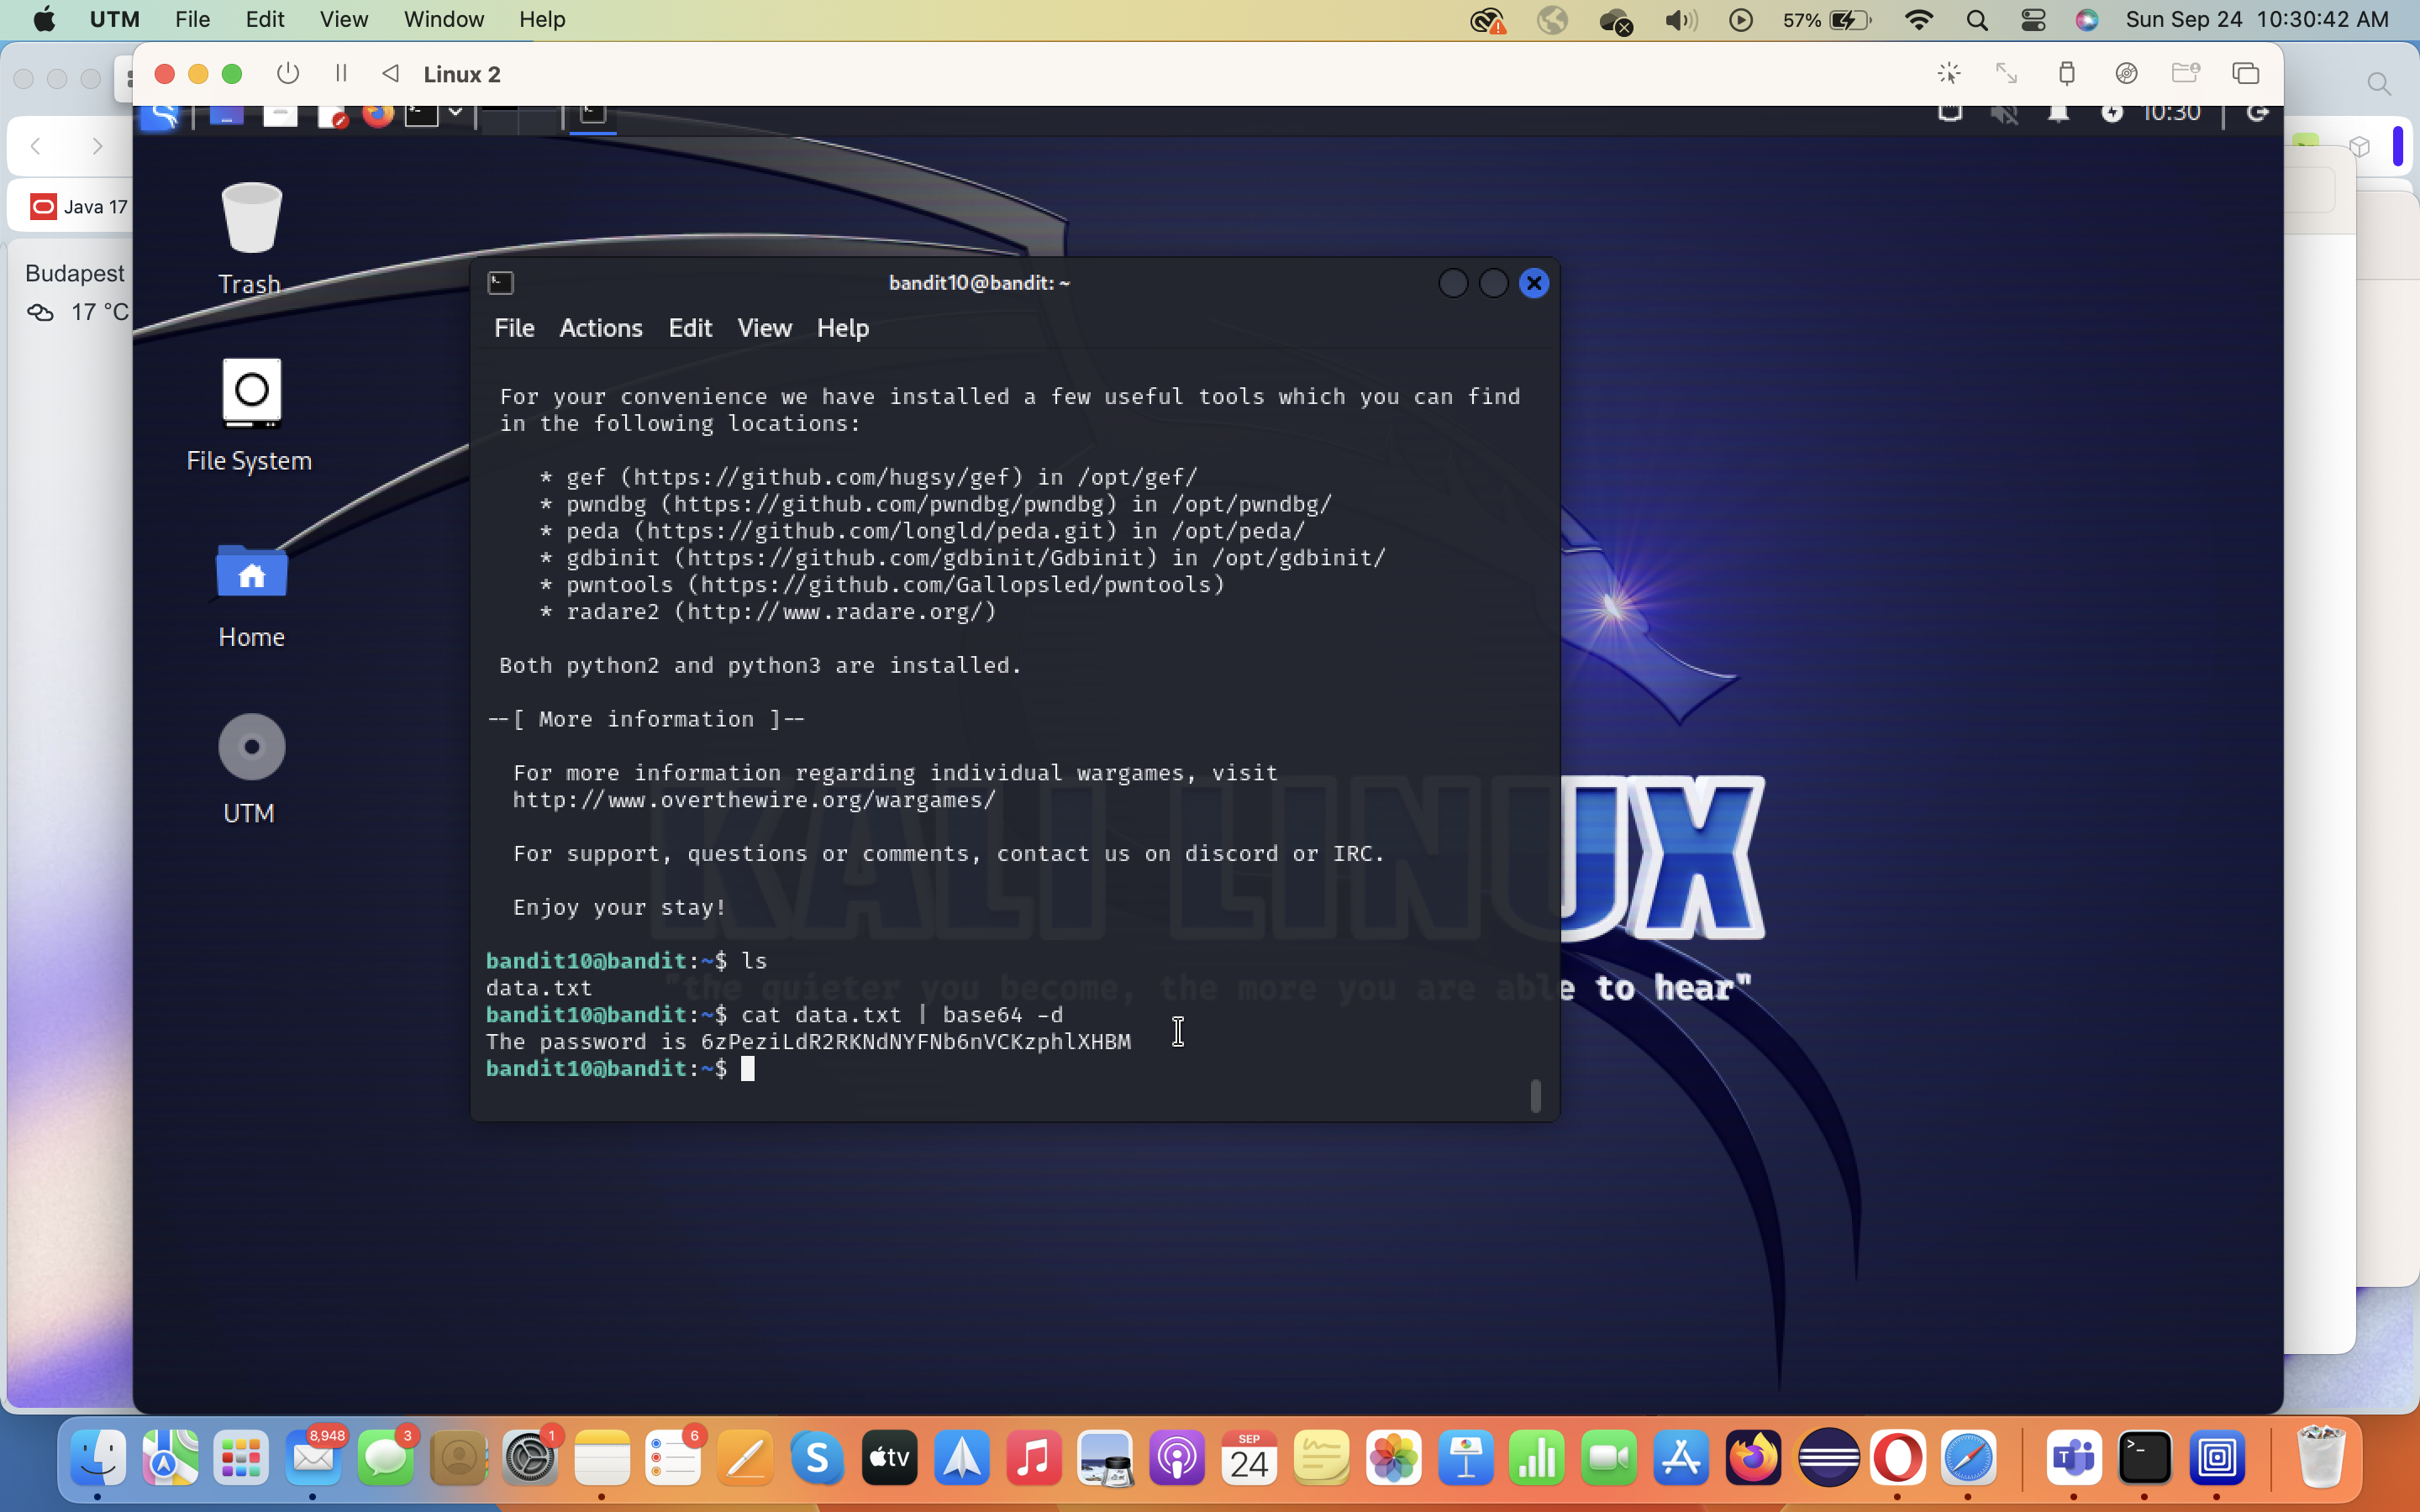 UTM File Edit View Window Help 57% Sun Sep 24 10:30:42 AM
Linux 2
10:30
Java 17
Budapest
17 °C
Trash
File System
Home
UTM
bandit10@bandit: ~
File Actions Edit View Help
For your convenience we have installed a few useful tools which you can find
in the following locations:
* gef (https://github.com/hugsy/gef) in /opt/gef/
* pwndbg (https://github.com/pwndbg/pwndbg) in /opt/pwndbg/
* peda (https://github.com/longld/peda.git) in /opt/peda/
* gdbinit (https://github.com/gdbinit/Gdbinit) in /opt/gdbinit/
* pwntools (https://github.com/Gallopsled/pwntools)
* radare2 (http://www.radare.org/)
Both python2 and python3 are installed.
--[ More information ]--
For more information regarding individual wargames, visit
http://www.overthewire.org/wargames/
For support, questions or comments, contact us on discord or IRC.
Enjoy your stay!
bandit10@bandit:~$ ls
data.txt
bandit10@bandit:~$ cat data.txt | base64 -d
The password is 6zPeziLdR2RKNdNYFNb6nVCKzphlXHBM
bandit10@bandit:~$
KALI LINUX
"the quieter you become, the more you are able to hear"
8,948 3 1 6 tv SEP 24